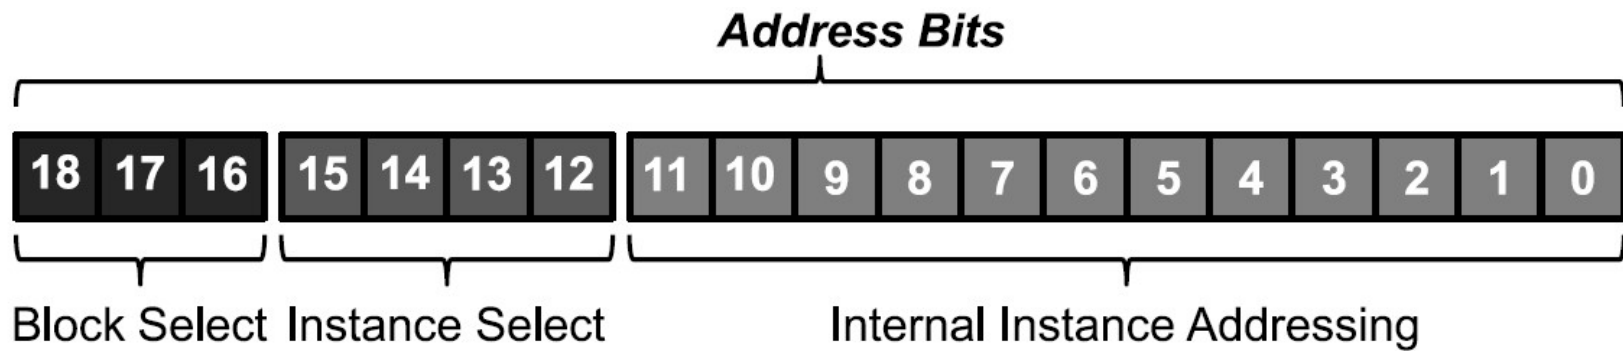 Address Bits
18 17 16 15 14 13 12 11 10 9 8 7 6 5 4 3 2 1 0
Block Select Instance Select Internal Instance Addressing